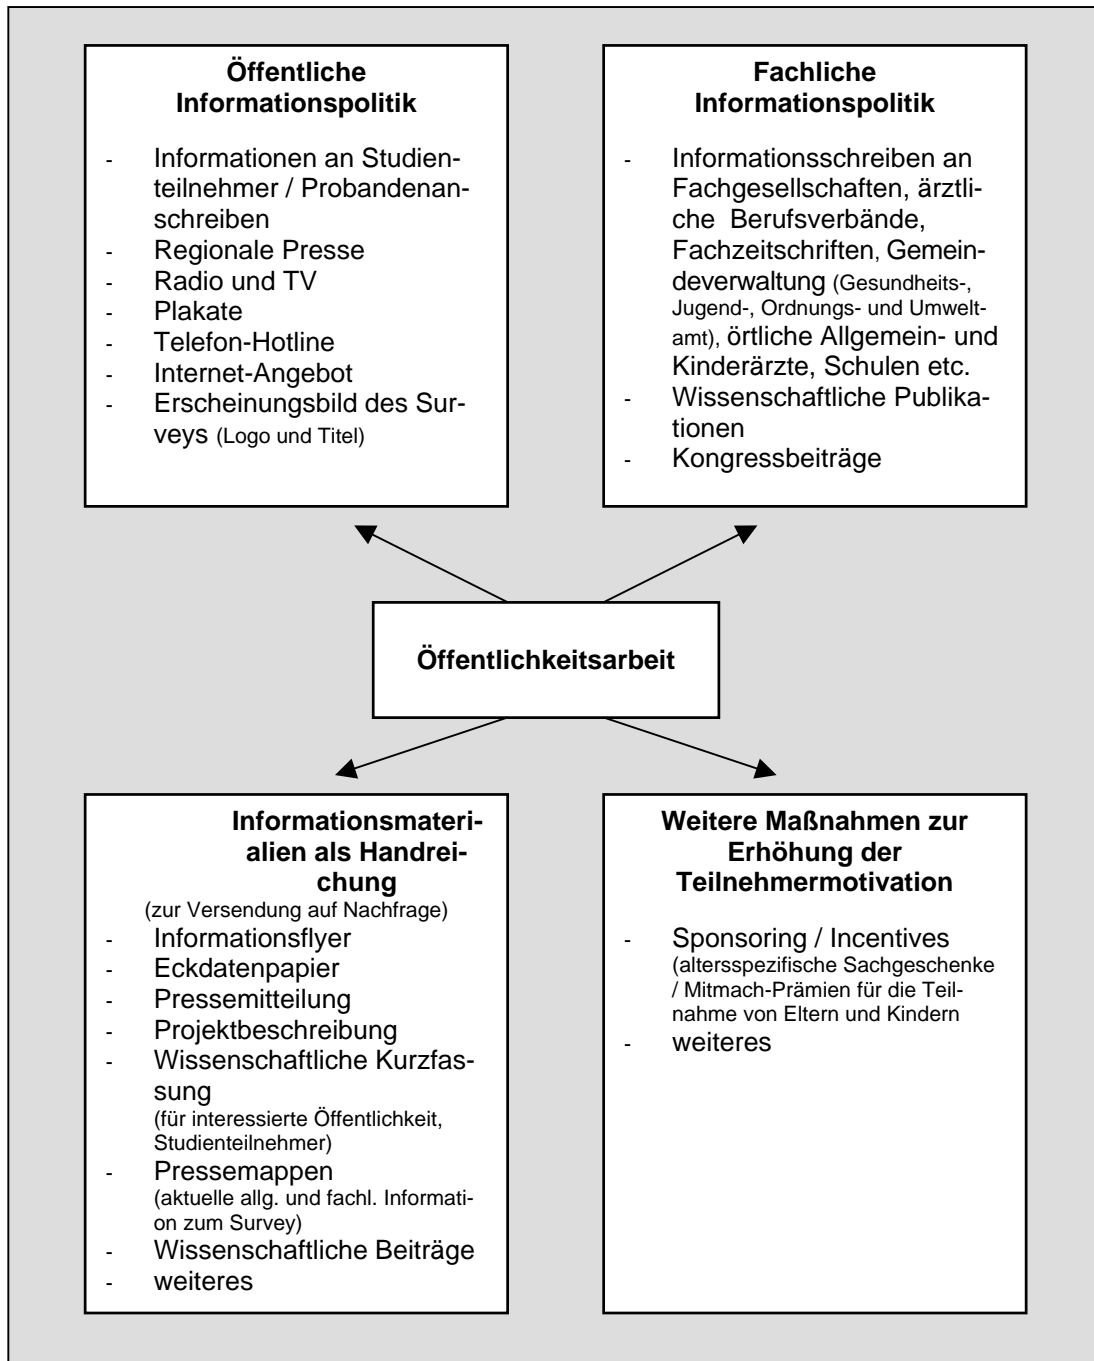 Öffentliche
Informationspolitik
- Informationen an Studien-
teilnehmer / Probandenan-
schreiben
- Regionale Presse
- Radio und TV
- Plakate
- Telefon-Hotline
- Internet-Angebot
- Erscheinungsbild des Sur-
veys (Logo und Titel)
Fachliche
Informationspolitik
- Informationsschreiben an
Fachgesellschaften, ärztli-
che Berufsverbände,
Fachzeitschriften, Gemein-
deverwaltung (Gesundheits-,
Jugend-, Ordnungs- und Umwelt-
amt), örtliche Allgemein- und
Kinderärzte, Schulen etc.
- Wissenschaftliche Publika-
tionen
- Kongressbeiträge
Öffentlichkeitsarbeit
Informationsmateri-
alien als Handrei-
chung
(zur Versendung auf Nachfrage)
- Informationsflyer
- Eckdatenpapier
- Pressemitteilung
- Projektbeschreibung
- Wissenschaftliche Kurzfas-
sung
(für interessierte Öffentlichkeit,
Studienteilnehmer)
- Pressemappen
(aktuelle allg. und fachl. Informati-
on zum Survey)
- Wissenschaftliche Beiträge
- weiteres
Weitere Maßnahmen zur
Erhöhung der
Teilnehmermotivation
- Sponsoring / Incentives
(altersspezifische Sachgeschenke
/ Mitmach-Prämien für die Teil-
nahme von Eltern und Kindern
- weiteres